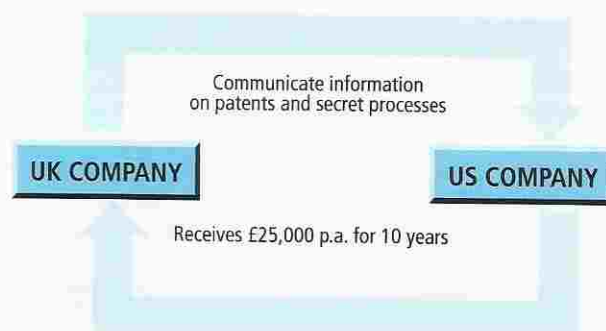 Communicate information
on patents and secret processes
UK COMPANY
US COMPANY
Receives £25,000 p.a. for 10 years